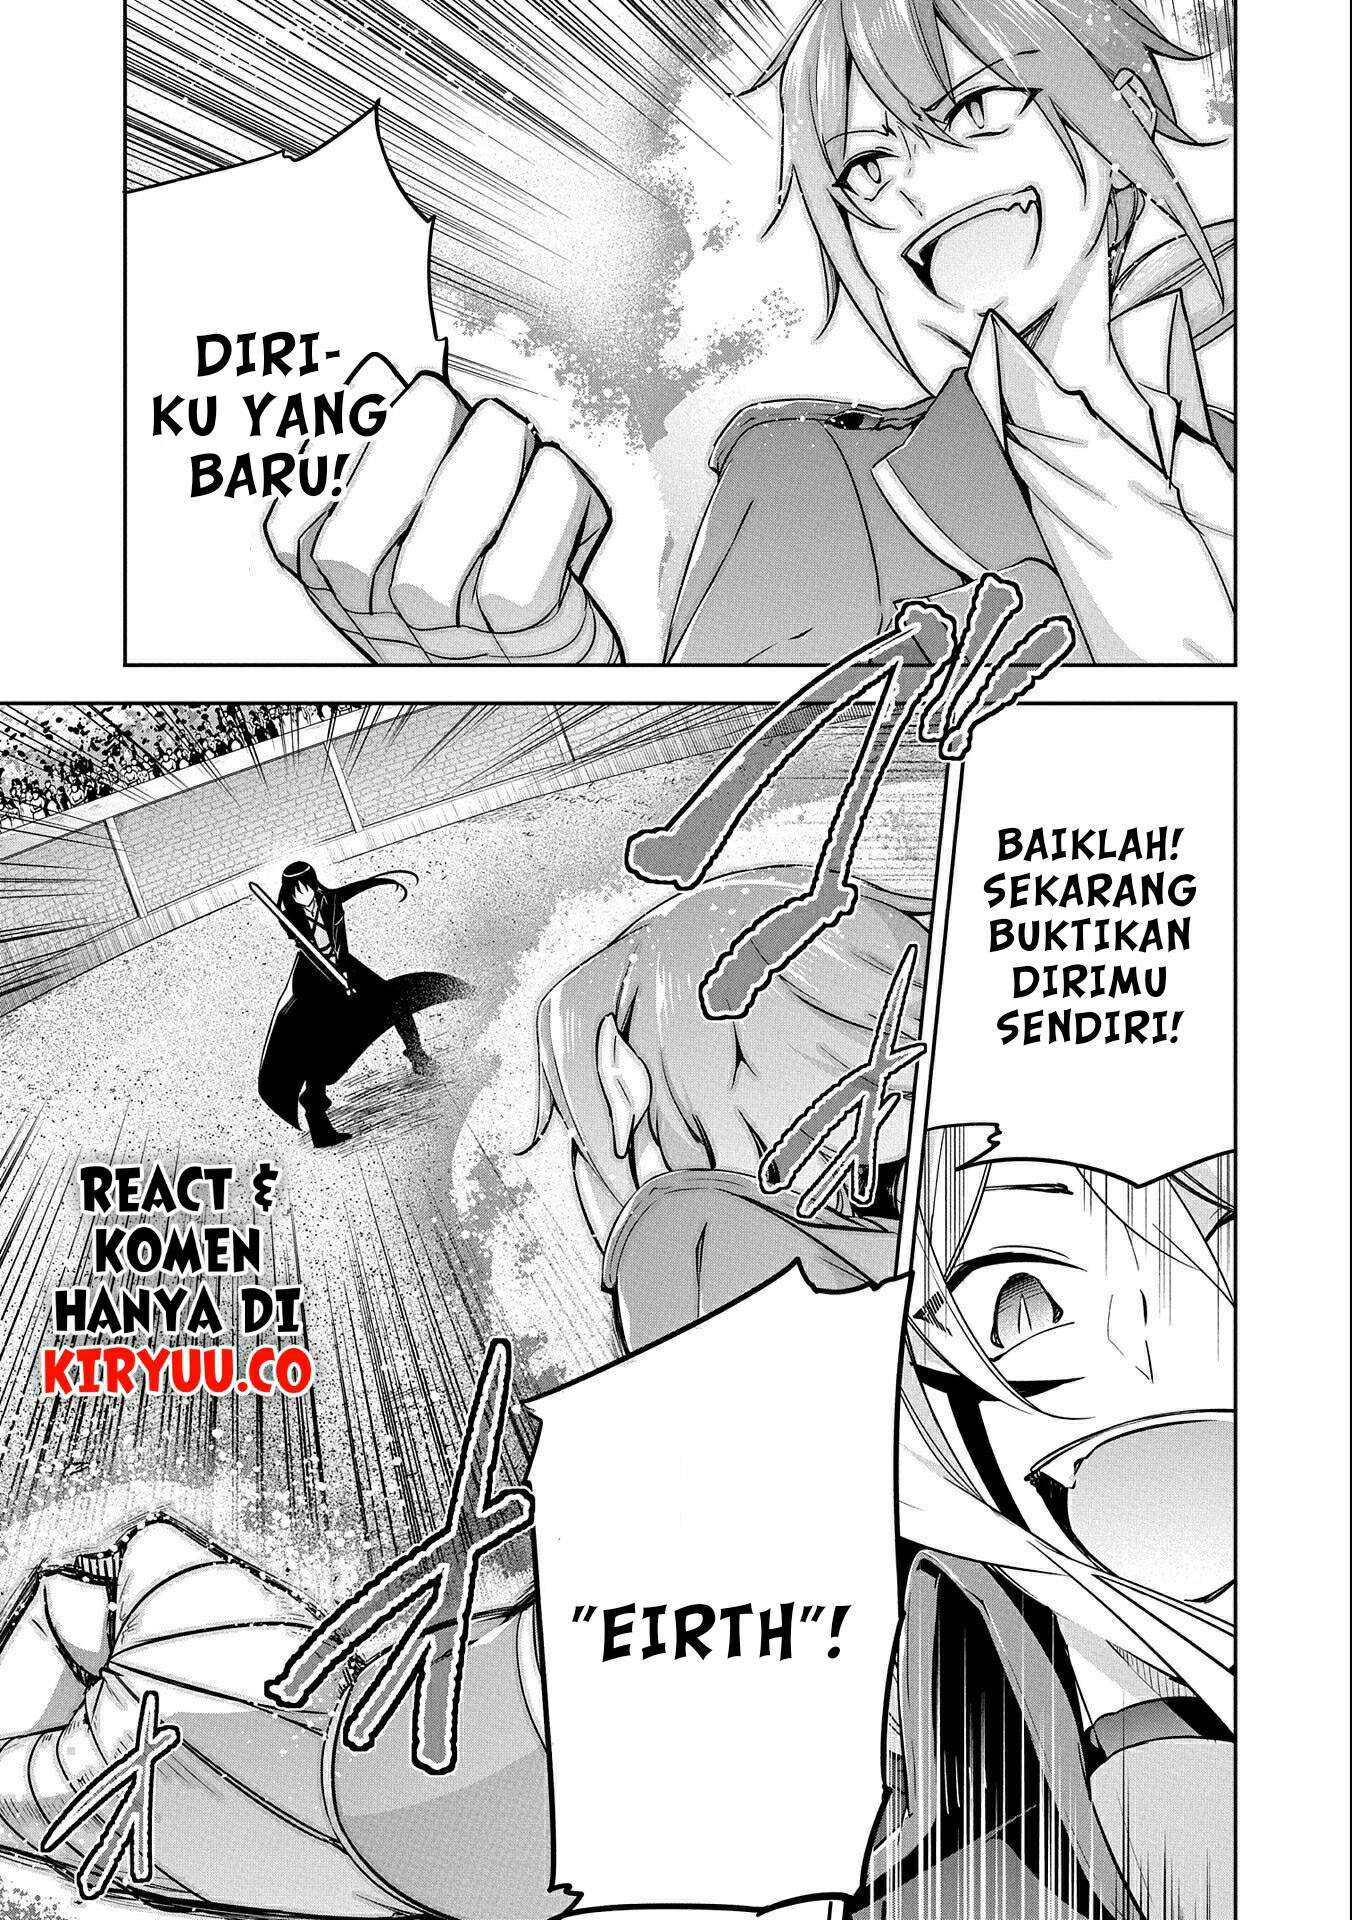 DIRI-
KU YANG
BARU!
BAIKLAH!
SEKARANG
BUKTIKAN
DIRIMU
SENDIRI!
"EIRTH"!
REACT &
KOMEN
HANYA DI
KIRYUU.CO